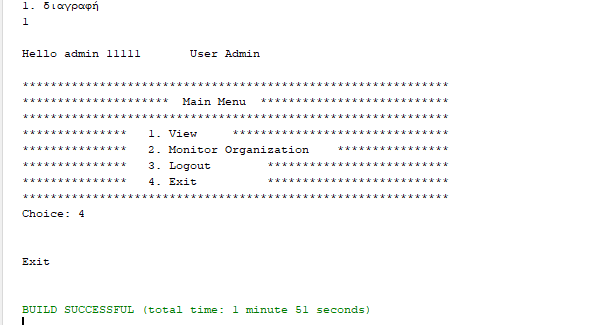 1. διαγραφή
1
Hello admin 11111       User Admin
*************************************************************
*********************  Main Menu  ***************************
*************************************************************
***************   1. View     *******************************
***************   2. Monitor Organization    ****************
***************   3. Logout        **************************
***************   4. Exit          **************************
*************************************************************
Choice: 4
Exit
BUILD SUCCESSFUL (total time: 1 minute 51 seconds)